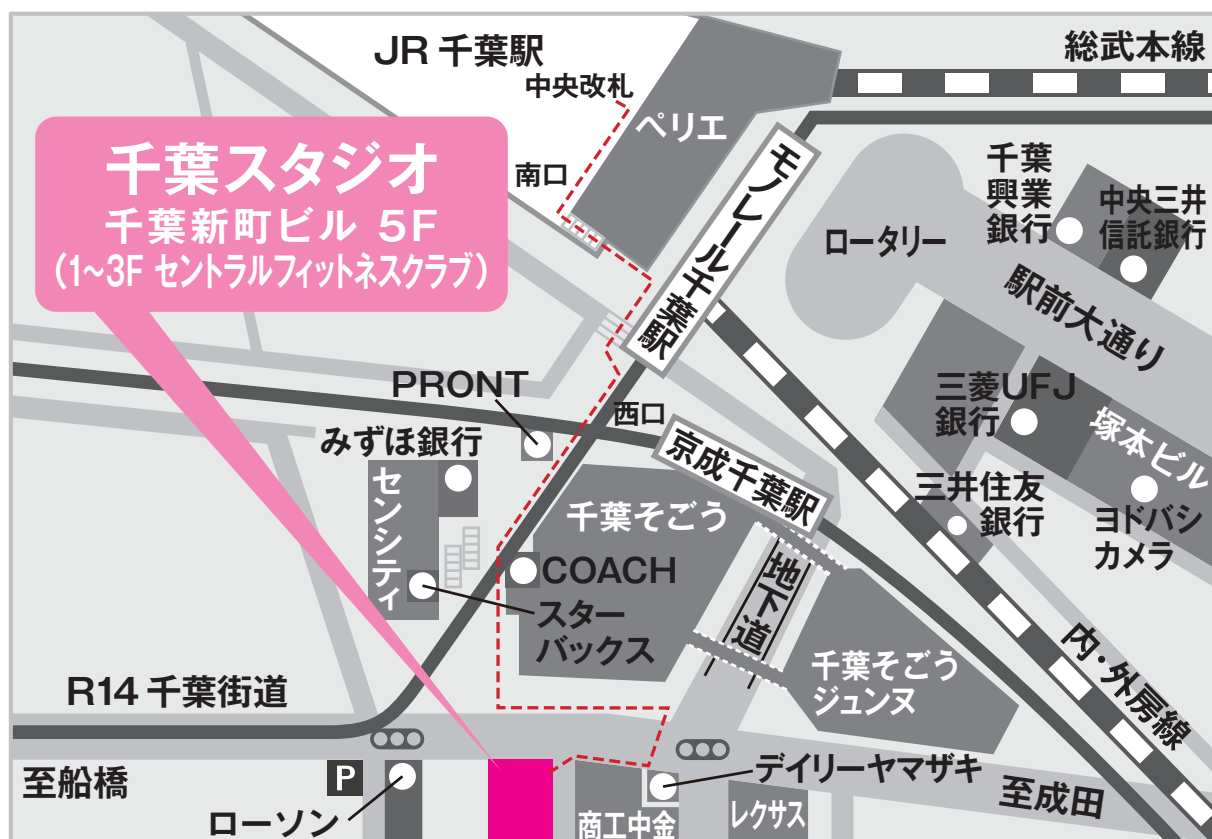 JR 千葉駅
中央改札
総武本線
ペリエ
千葉スタジオ
千葉新町ビル 5F
(1~3F セントラルフィットネスクラブ)
南口
モノレール千葉駅
ロータリー
千葉
興業
銀行
中央三井
信託銀行
駅前大通り
PRONT
西口
みずほ銀行
京成千葉駅
三菱UFJ
銀行
塚本ビル
センシティ
千葉そごう
三井住友
銀行
ヨドバシ
カメラ
COACH
スター
バックス
地下道
千葉そごう
ジュンヌ
内・外房線
R14 千葉街道
至船橋
P
ローソン
商工中金
デイリーヤマザキ
レクサス
至成田